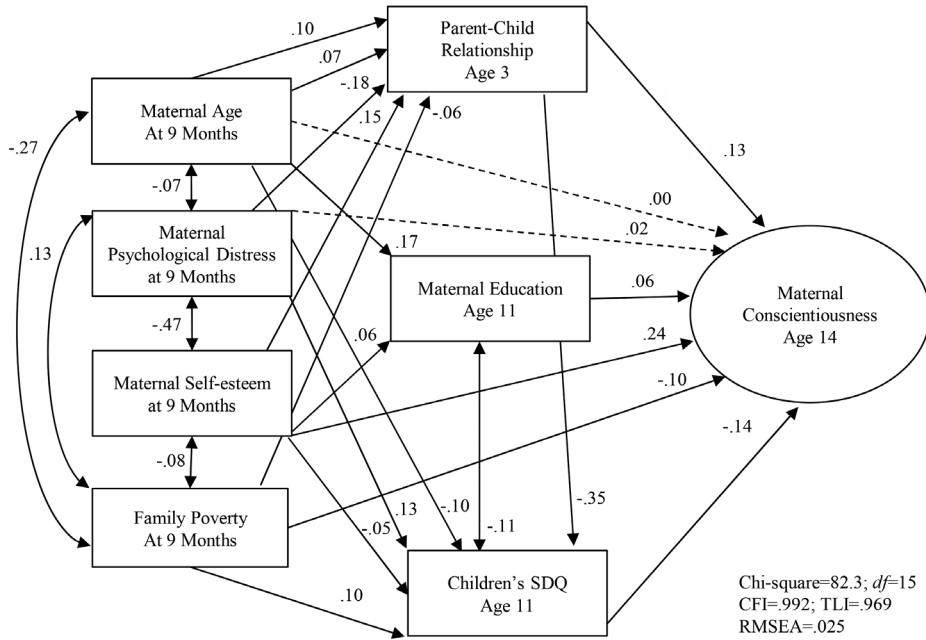 .10
Parent-Child
Relationship
Age 3
.07
-.18
.15
-.06
Maternal Age
At 9 Months
-.27
.13
-.07
.00
.02
Maternal
Psychological Distress
at 9 Months
.13
.17
Maternal Education
Age 11
.06
Maternal
Conscientiousness
Age 14
-.47
.06
.24
Maternal Self-esteem
at 9 Months
-.10
-.08
-.14
Family Poverty
At 9 Months
-.05
.13
-.10
-.11
-.35
.10
Children's SDQ
Age 11
Chi-square=82.3; df=15
CFI=.992; TLI=.969
RMSEA=.025